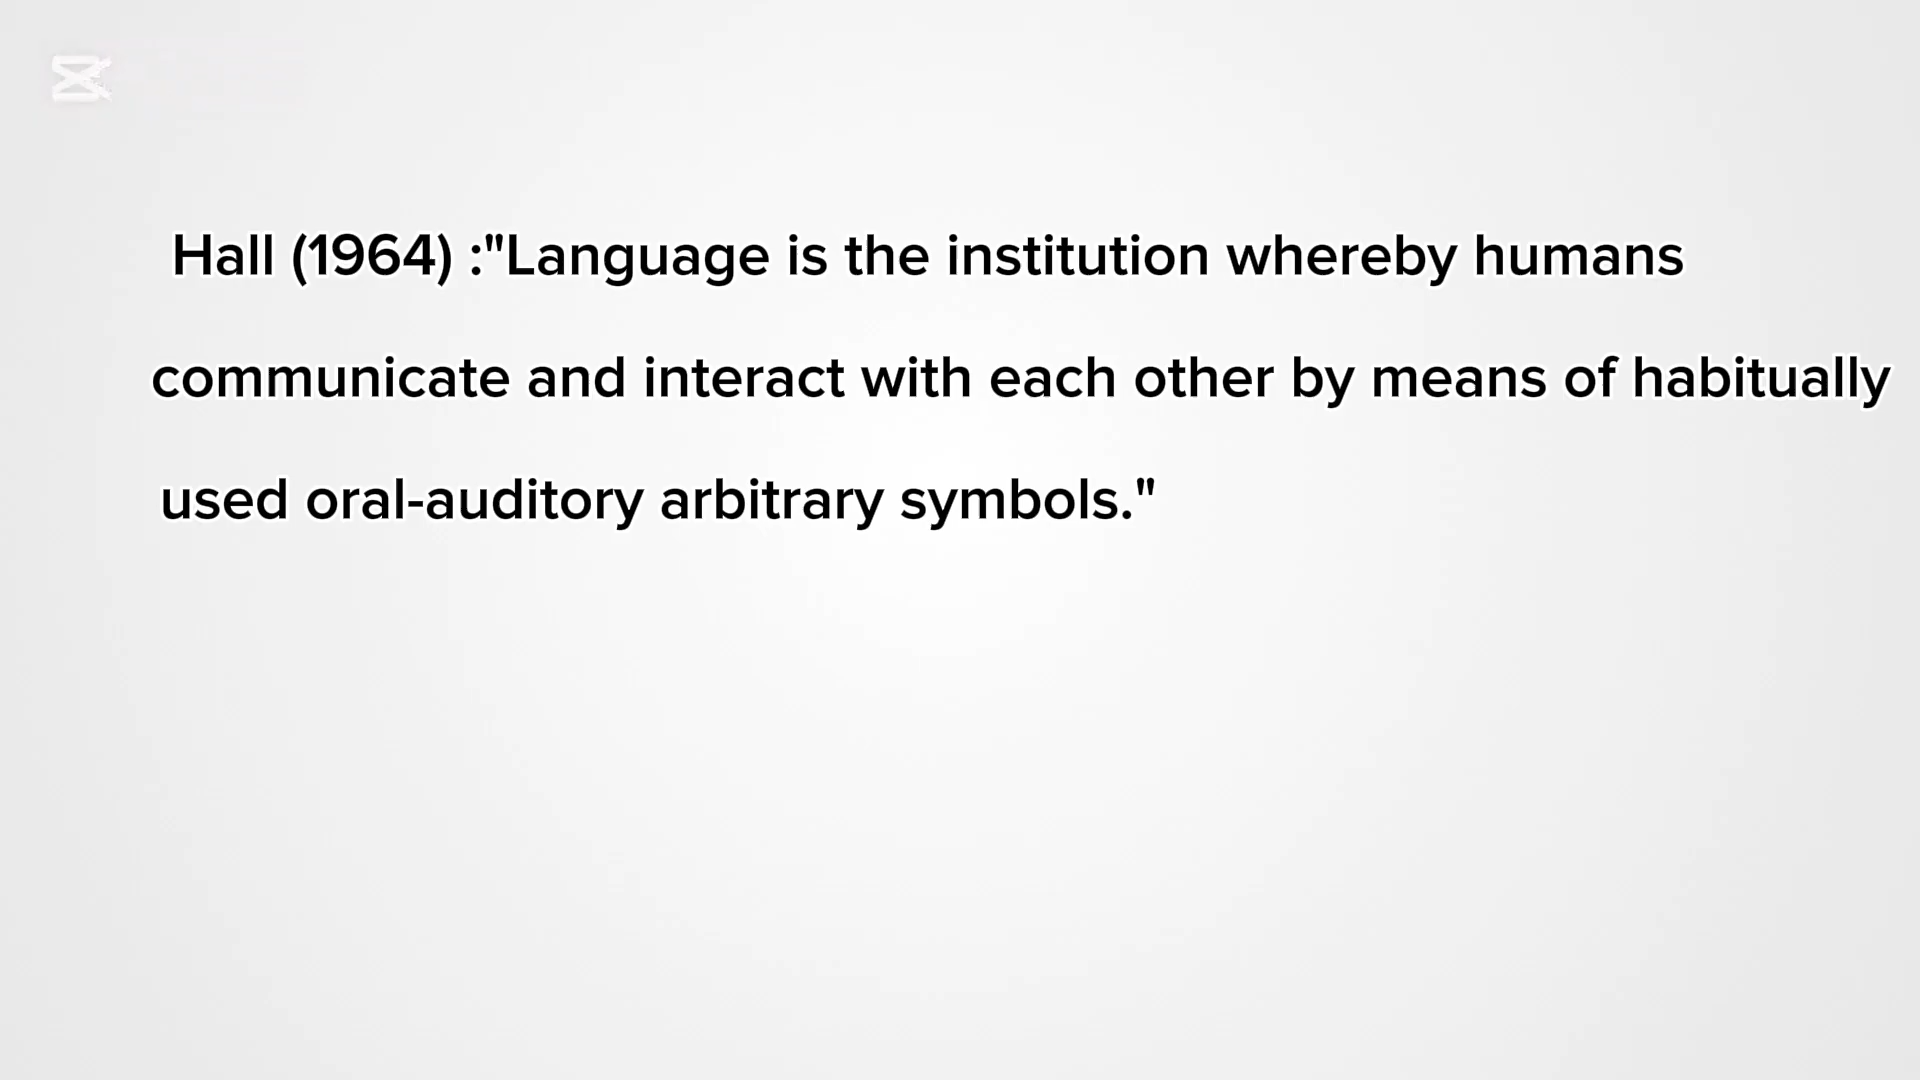 Hall (1964) :"Language is the institution whereby humans
communicate and interact with each other by means of habitually
used oral-auditory arbitrary symbols."